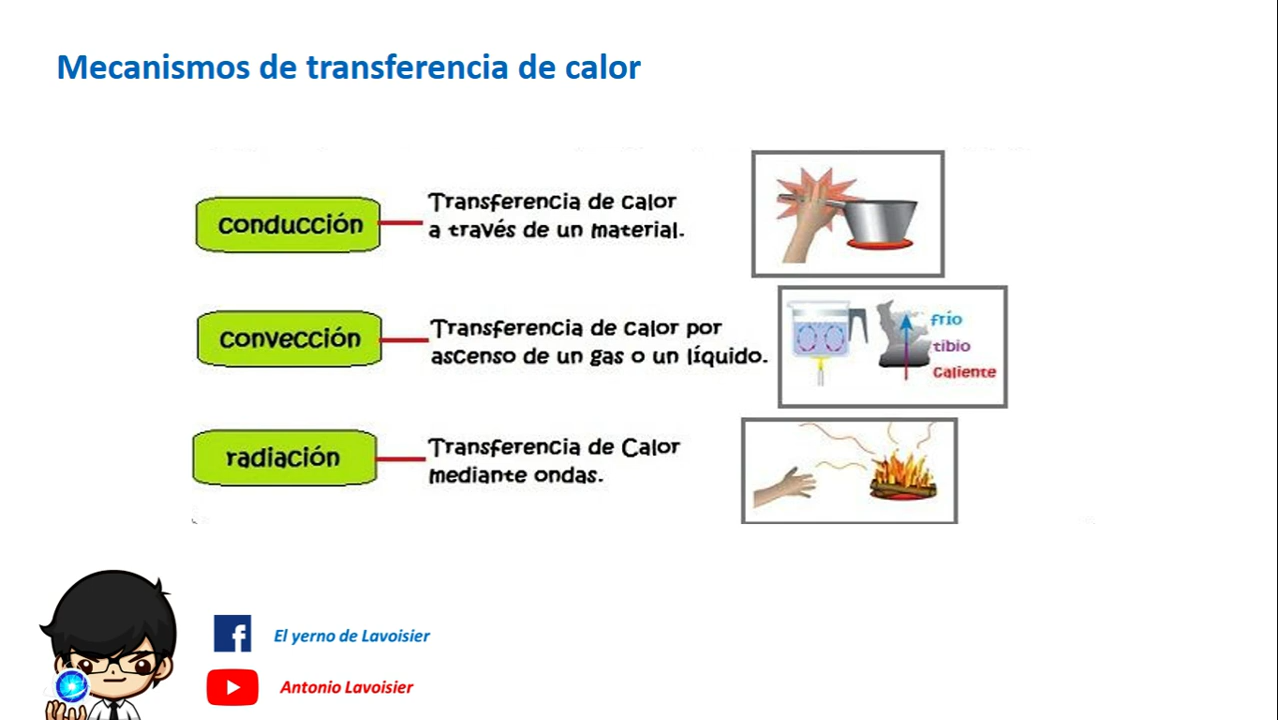 Mecanismos de transferencia de calor
conducción
Transferencia de calor
a través de un material.
convección
Transferencia de calor por
ascenso de un gas o un líquido.
frío
tibio
Caliente
radiación
Transferencia de Calor
mediante ondas.
f
El yerno de Lavoisier
Antonio Lavoisier